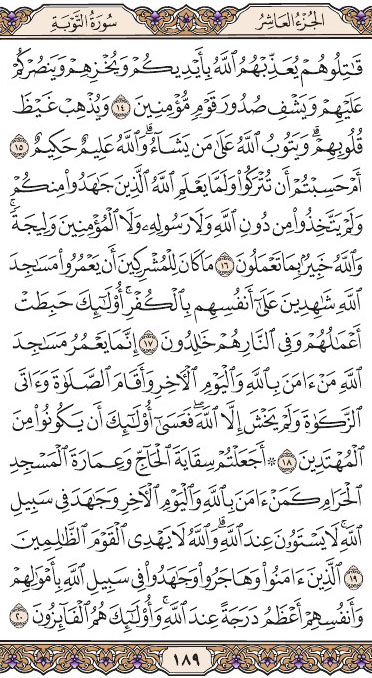 الجزء العاشر
سورة التوبة
قَٰتِلُوهُمْ يُعَذِّبْهُمُ ٱللَّهُ بِأَيْدِيكُمْ وَيُخْزِهِمْ وَيَنصُرْكُمْ
عَلَيْهِمْ وَيَشْفِ صُدُورَ قَوْمٍ مُّؤْمِنِينَ ١٤ وَيُذْهِبْ غَيْظَ
قُلُوبِهِمْۗ وَيَتُوبُ ٱللَّهُ عَلَىٰ مَن يَشَآءُۗ وَٱللَّهُ عَلِيمٌ حَكِيمٌ ١٥
أَمْ حَسِبْتُمْ أَن تُتْرَكُوا۟ وَلَمَّا يَعْلَمِ ٱللَّهُ ٱلَّذِينَ جَٰهَدُوا۟ مِنكُمْ
وَلَمْ يَتَّخِذُوا۟ مِن دُونِ ٱللَّهِ وَلَا رَسُولِهِۦ وَلَا ٱلْمُؤْمِنِينَ وَلِيجَةًۚ
وَٱللَّهُ خَبِيرٌۢ بِمَا تَعْمَلُونَ ١٦ مَا كَانَ لِلْمُشْرِكِينَ أَن يَعْمُرُوا۟ مَسَٰجِدَ
ٱللَّهِ شَٰهِدِينَ عَلَىٰٓ أَنفُسِهِم بِٱلْكُفْرِۚ أُو۟لَٰٓئِكَ حَبِطَتْ
أَعْمَٰلُهُمْ وَفِى ٱلنَّارِ هُمْ خَٰلِدُونَ ١٧ إِنَّمَا يَعْمُرُ مَسَٰجِدَ
ٱللَّهِ مَنْ ءَامَنَ بِٱللَّهِ وَٱلْيَوْمِ ٱلْءَاخِرِ وَأَقَامَ ٱلصَّلَوٰةَ وَءَاتَى
ٱلزَّكَوٰةَ وَلَمْ يَخْشَ إِلَّا ٱللَّهَۖ فَعَسَىٰٓ أُو۟لَٰٓئِكَ أَن يَكُونُوا۟ مِنَ
ٱلْمُهْتَدِينَ ١٨ ۞ أَجَعَلْتُمْ سِقَايَةَ ٱلْحَآجِّ وَعِمَارَةَ ٱلْمَسْجِدِ
ٱلْحَرَامِ كَمَنْ ءَامَنَ بِٱللَّهِ وَٱلْيَوْمِ ٱلْءَاخِرِ وَجَٰهَدَ فِى سَبِيلِ
ٱللَّهِۚ لَا يَسْتَوُۥنَ عِندَ ٱللَّهِۗ وَٱللَّهُ لَا يَهْدِى ٱلْقَوْمَ ٱلظَّٰلِمِينَ
١٩ ٱلَّذِينَ ءَامَنُوا۟ وَهَاجَرُوا۟ وَجَٰهَدُوا۟ فِى سَبِيلِ ٱللَّهِ بِأَمْوَٰلِهِمْ
وَأَنفُسِهِمْ أَعْظَمُ دَرَجَةً عِندَ ٱللَّهِۚ وَأُو۟لَٰٓئِكَ هُمُ ٱلْفَآئِزُونَ ٢٠
١٨٩